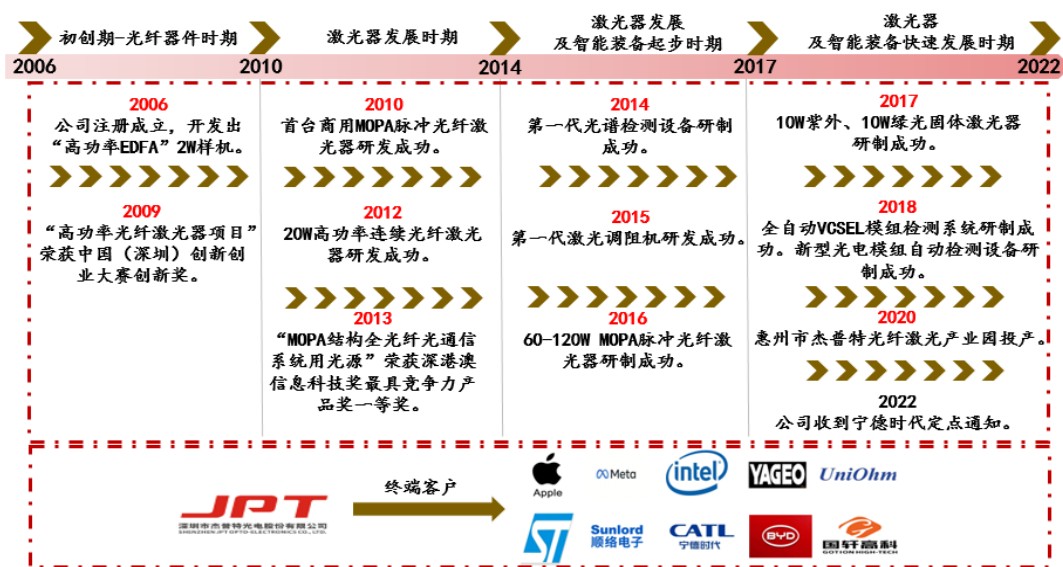 初创期-光纤器件时期
激光器发展时期
激光器发展
及智能装备起步时期
激光器
及智能装备快速发展时期
2006
2010
2014
2017
2022
2006
公司注册成立，开发出
“高功率EDFA”2W样机。
2009
“高功率光纤激光器项目”
荣获中国（深圳）创新创
业大赛创新奖。
2010
首台商用MOPA脉冲光纤激
光器研发成功。
2012
20W高功率连续光纤激光
器研发成功。
2013
“MOPA结构全光纤光通信
系统用光源”荣获深港澳
信息科技奖最具竞争力产
品奖一等奖。
2014
第一代光谱检测设备研制
成功。
2015
第一代激光调阻机研发成功。
2016
60-120W MOPA脉冲光纤激
光器研制成功。
2017
10W紫外、10W绿光固体激光器
研制成功。
2018
全自动VCSEL模组检测系统研制成
功。新型光电模组自动检测设备研
制成功。
2020
惠州市杰普特光纤激光产业园投产。
2022
公司收到宁德时代定点通知。
JPT
深圳市杰普特光电股份有限公司
SHENZHEN JPT OPTO-ELECTRONICS CO., LTD.
终端客户
Apple
Meta
intel
YAGEO
UniOhm
ST
Sunlord
顺络电子
CATL
宁德时代
BYD
国轩高科
GOTION HIGH-TECH